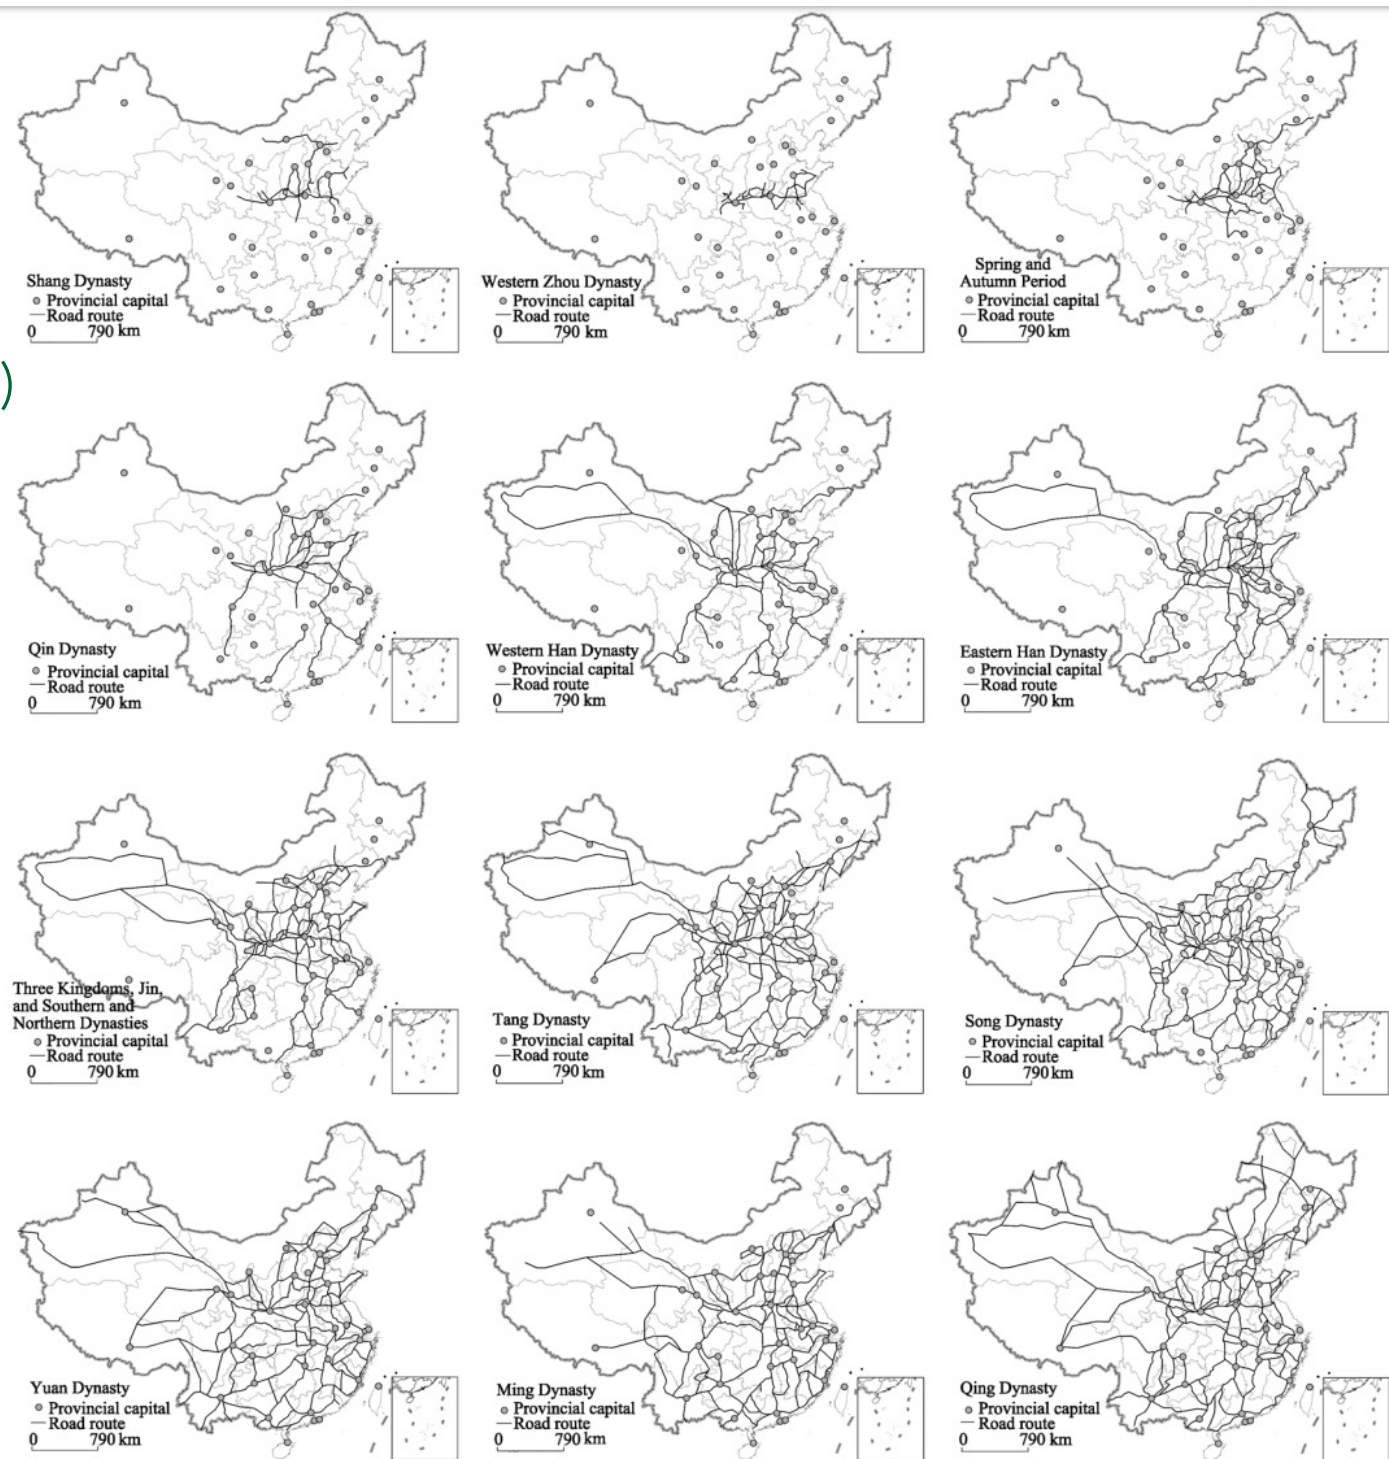 Shang Dynasty
Provincial capital
Road route
0 790 km
Western Zhou Dynasty
Provincial capital
Road route
0 790 km
Spring and
Autumn Period
Provincial capital
Road route
0 790 km
)
Qin Dynasty
Provincial capital
Road route
0 790 km
Western Han Dynasty
Provincial capital
Road route
0 790 km
Eastern Han Dynasty
Provincial capital
Road route
0 790 km
Three Kingdoms, Jin,
and Southern and
Northern Dynasties
Provincial capital
Road route
0 790 km
Tang Dynasty
Provincial capital
Road route
0 790 km
Song Dynasty
Provincial capital
Road route
0 790 km
Yuan Dynasty
Provincial capital
Road route
0 790 km
Ming Dynasty
Provincial capital
Road route
0 790 km
Qing Dynasty
Provincial capital
Road route
0 790 km